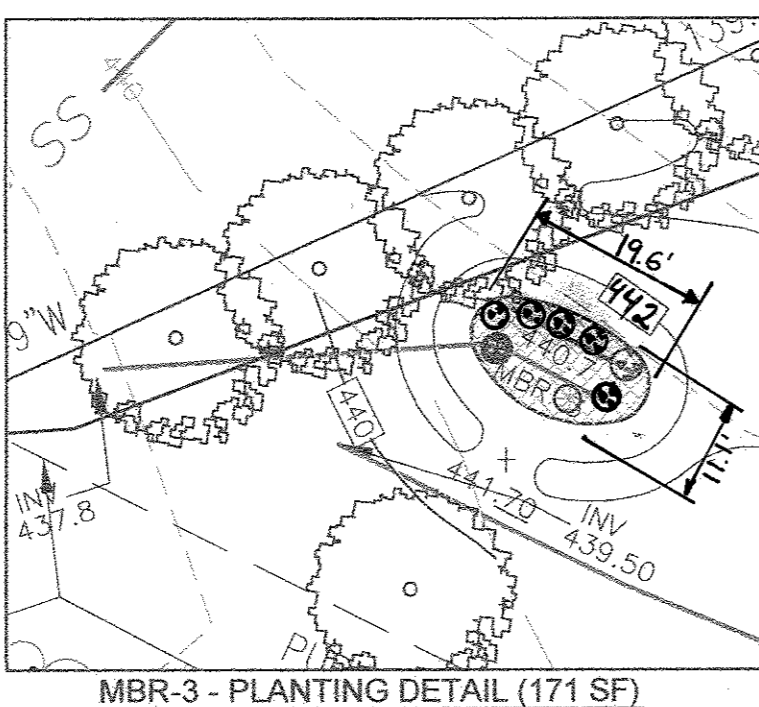 159.
SS
19.6'
442
9"W
440.7
MBR
440
11.1'
441.70
INV
439.50
INV
437.8
MBR-3 - PLANTING DETAIL (171 SF)